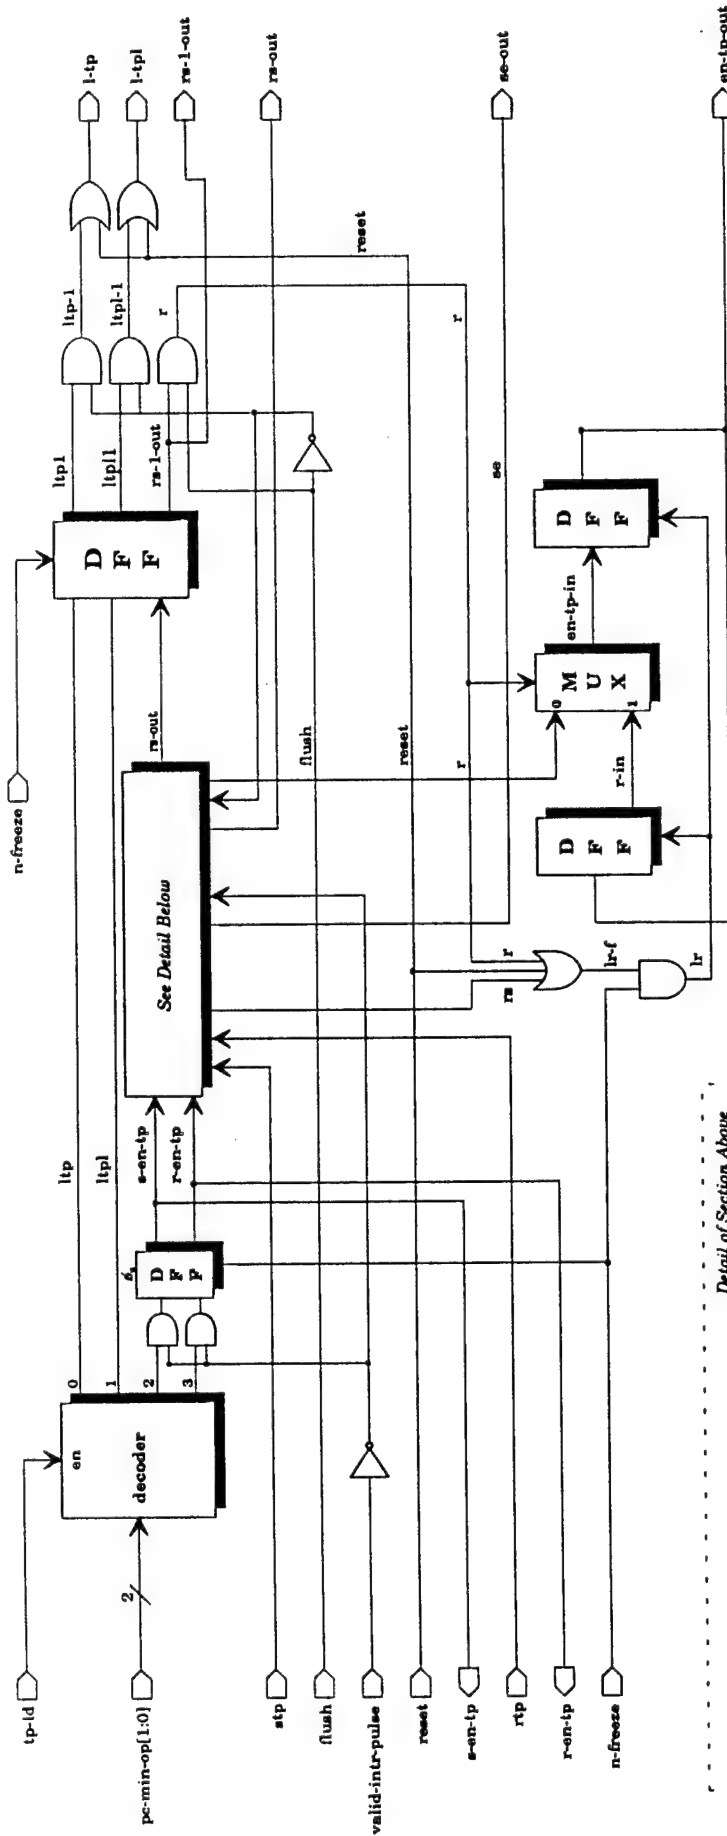 tp-ld
pc-min-op[1:0]
2
en
decoder
0
1
2
3
ltp
ltpl
D
F
F
s-en-tp
r-en-tp
See Detail Below
rs-out
n-freeze
D
F
F
ltp1
ltpl1
rs-1-out
ltp-1
ltpl-1
r
l-tp
l-tpl
rs-1-out
rs-out
reset
flush
reset
r
r
se
se-out
rs
r
lr-f
lr
D
F
F
r-in
0
M
U
X
1
en-tp-in
D
F
F
en-tp-out
stp
flush
valid-intr-pulse
reset
s-en-tp
rtp
r-en-tp
n-freeze
Detail of Section Above